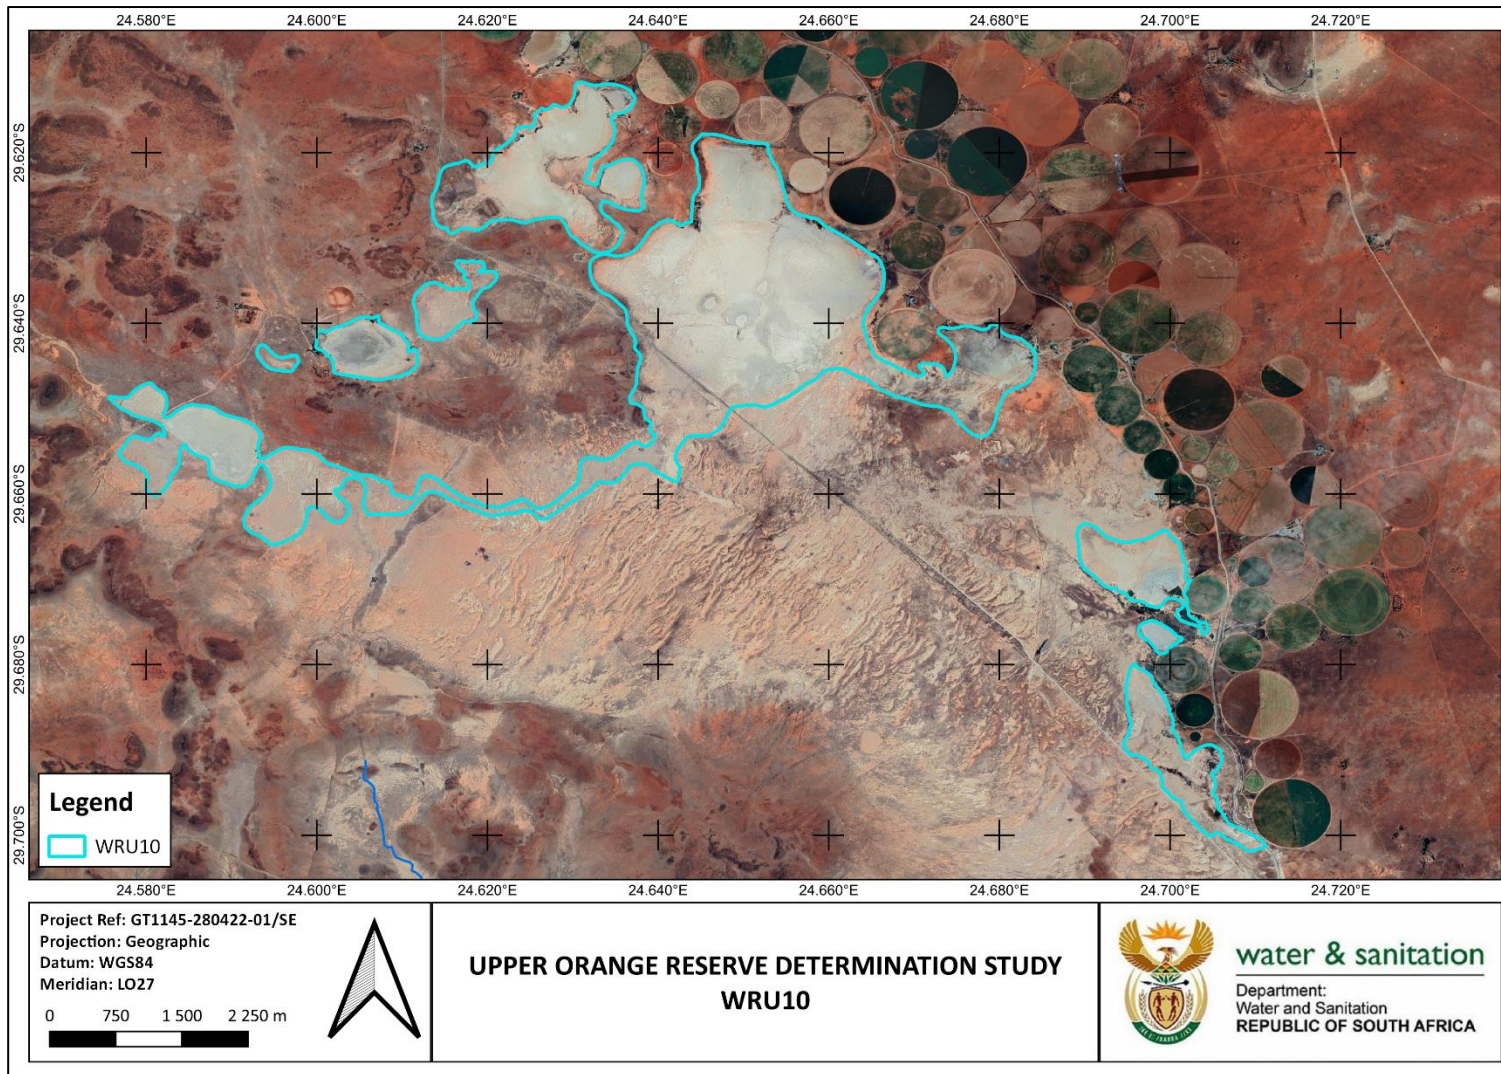 24.580°E 24.600°E 24.620°E 24.640°E 24.660°E 24.680°E 24.700°E 24.720°E
29.620°S
29.640°S
29.660°S
29.680°S
29.700°S
Legend
WRU10
24.580°E 24.600°E 24.620°E 24.640°E 24.660°E 24.680°E 24.700°E 24.720°E
Project Ref: GT1145-280422-01/SE
Projection: Geographic
Datum: WGS84
Meridian: LO27
0 750 1 500 2 250 m
UPPER ORANGE RESERVE DETERMINATION STUDY
WRU10
water & sanitation
Department:
Water and Sanitation
REPUBLIC OF SOUTH AFRICA